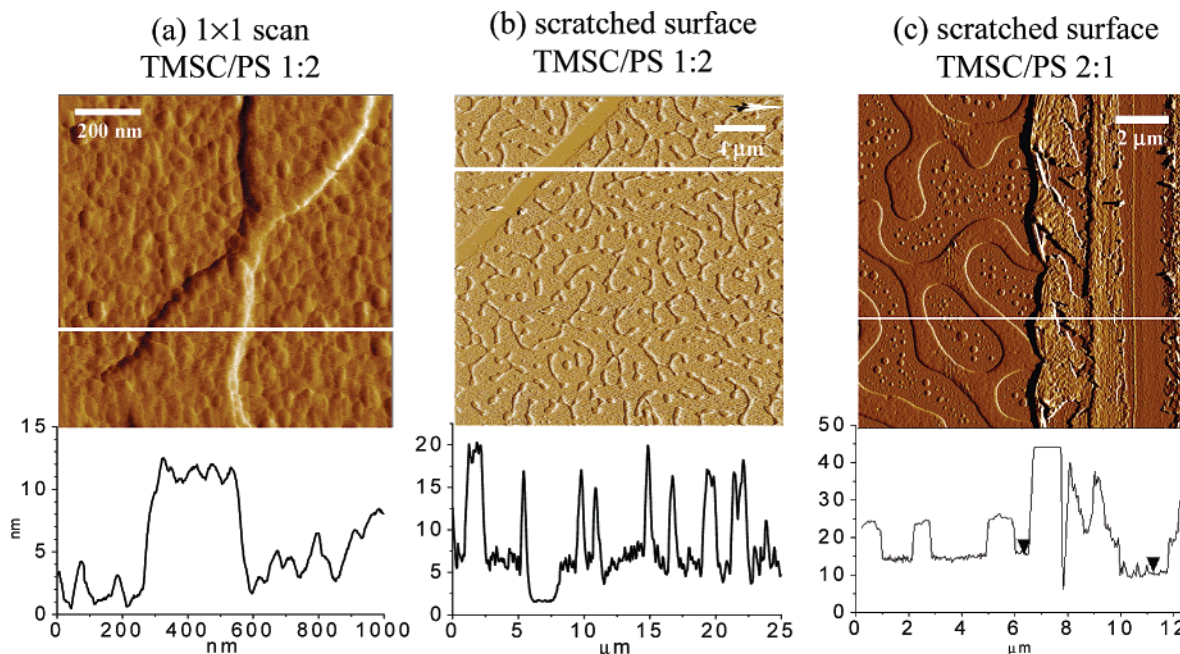 (a) 1×1 scan
TMSC/PS 1:2
200 nm
15
10
5
0
nm
0 200 400 600 800 1000
nm
(b) scratched surface
TMSC/PS 1:2
4 µm
20
15
10
5
0
0 5 10 15 20 25
µm
(c) scratched surface
TMSC/PS 2:1
2 µm
50
40
30
20
10
0
0 2 4 6 8 10 12
µm